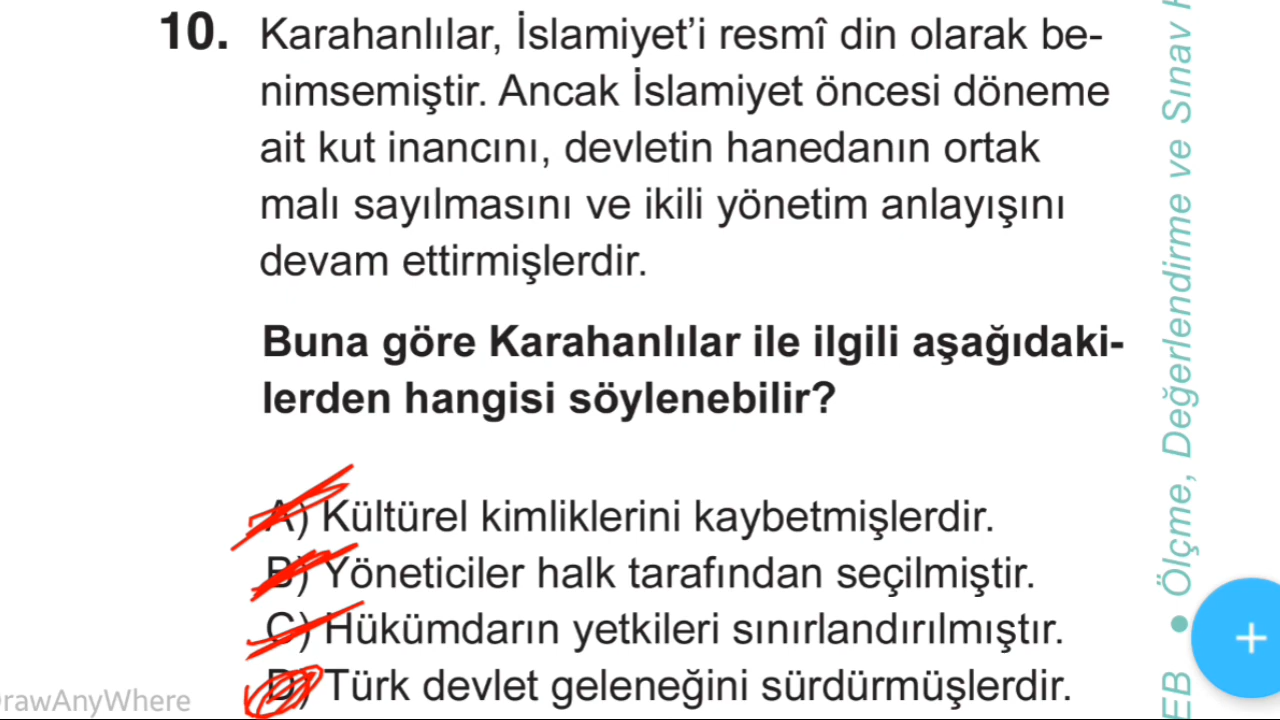 10. Karahanlılar, İslamiyet’i resmî din olarak be-
nimsemiştir. Ancak İslamiyet öncesi döneme
ait kut inancını, devletin hanedanın ortak
malı sayılmasını ve ikili yönetim anlayışını
devam ettirmişlerdir.
Buna göre Karahanlılar ile ilgili aşağıdaki-
lerden hangisi söylenebilir?
A) Kültürel kimliklerini kaybetmişlerdir.
B) Yöneticiler halk tarafından seçilmiştir.
C) Hükümdarın yetkileri sınırlandırılmıştır.
D) Türk devlet geleneğini sürdürmüşlerdir.
EB • Ölçme, Değerlendirme ve Sınav
rawAnyWhere
+